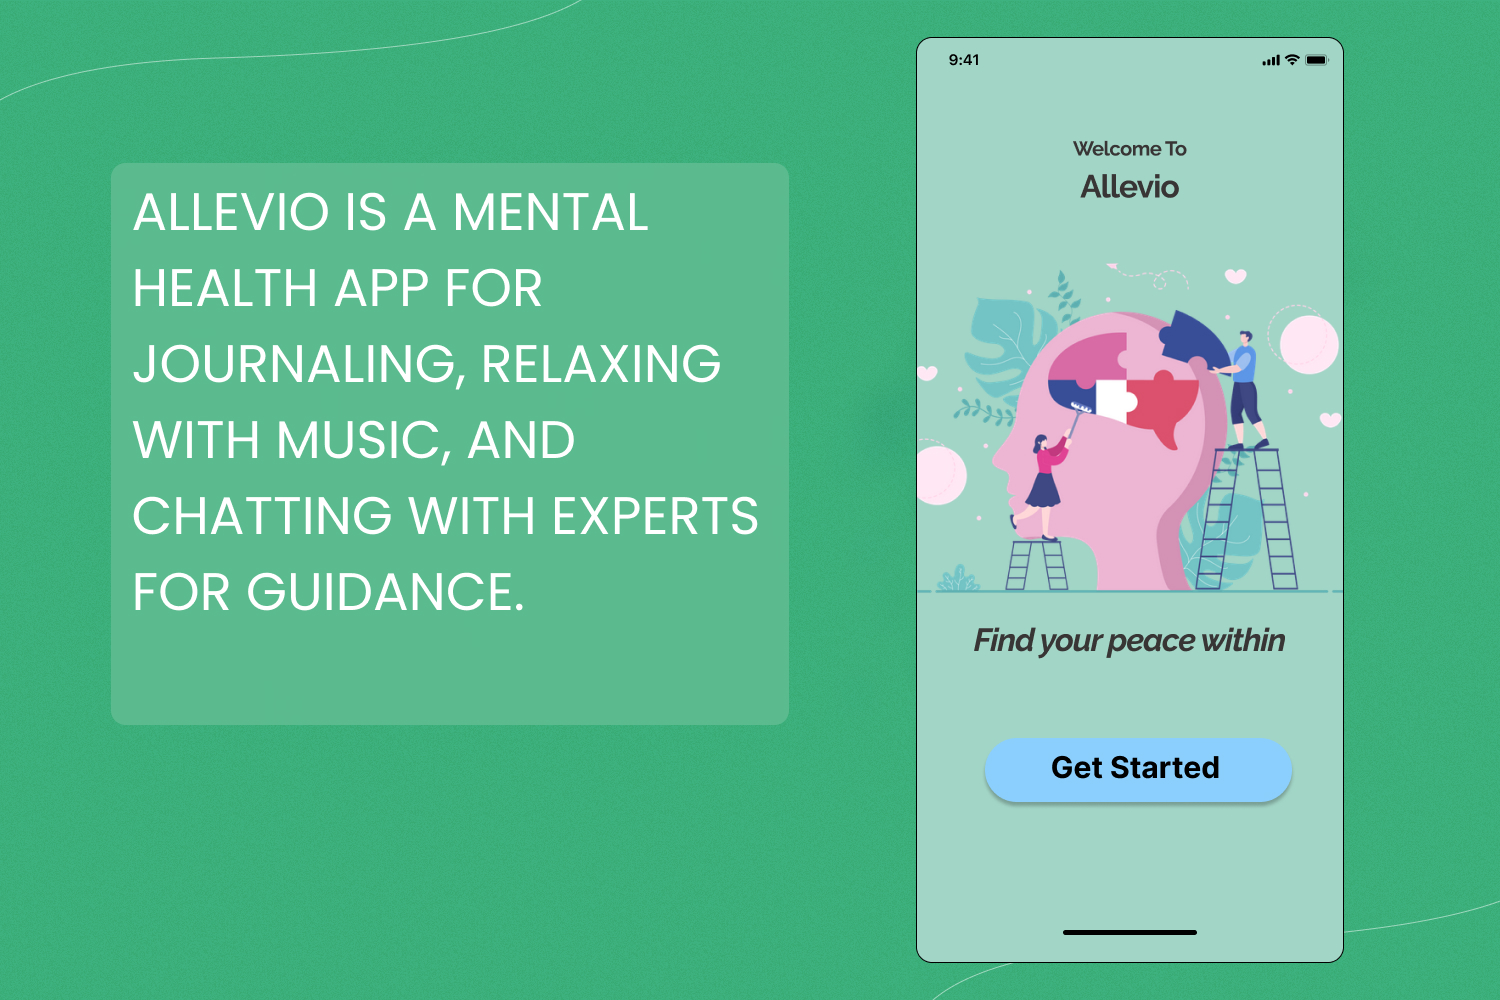 ALLEVIO IS A MENTAL
HEALTH APP FOR
JOURNALING, RELAXING
WITH MUSIC, AND
CHATTING WITH EXPERTS
FOR GUIDANCE.
9:41
Welcome To
Allevio
Find your peace within
Get Started